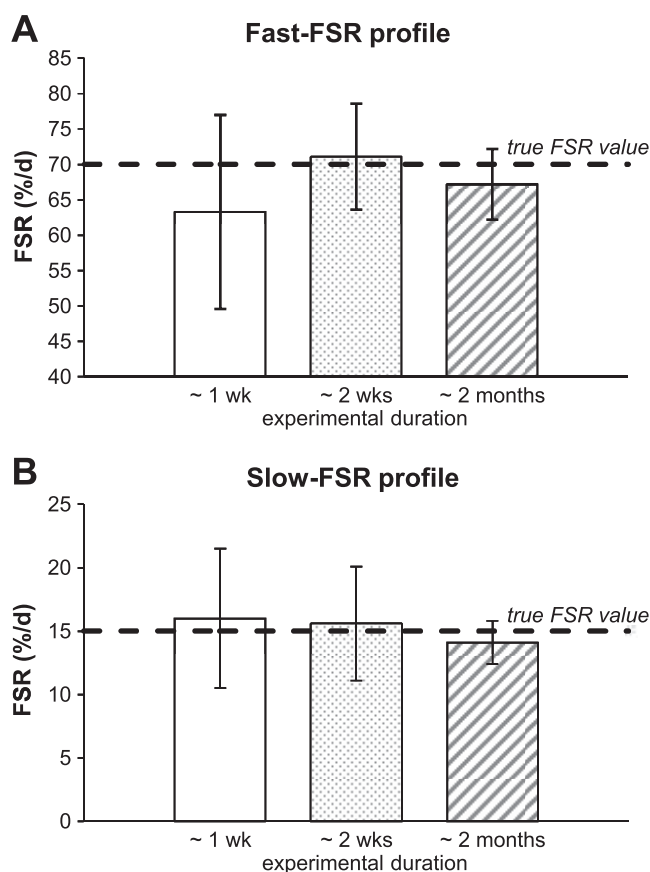 A
Fast-FSR profile
85
80
75
70
65
60
55
50
45
40
FSR (%/d)
true FSR value
~ 1 wk ~ 2 wks ~ 2 months
experimental duration
B
Slow-FSR profile
25
20
15
10
5
0
FSR (%/d)
true FSR value
~ 1 wk ~ 2 wks ~ 2 months
experimental duration